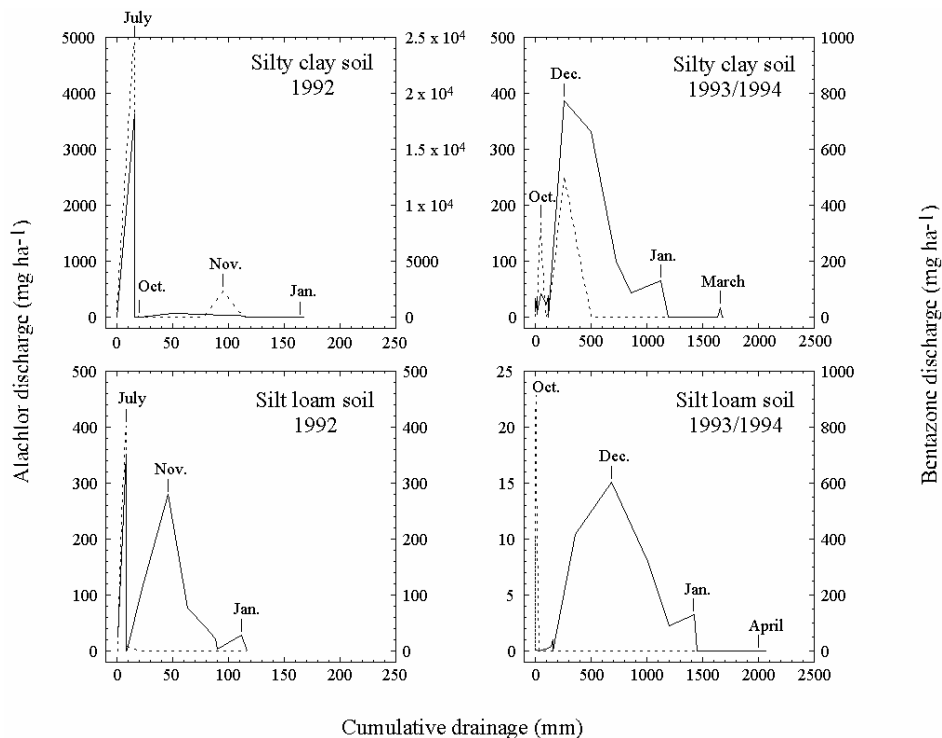 July
5000
4000
3000
2000
1000
0
2.5 x 10⁴
2 x 10⁴
1 x 10⁴
1 x 10⁴
5000
0
Silty clay soil
1992
Oct.
Nov.
Jan.
0 50 100 150 200 250
500
400
300
200
100
0
1000
800
600
400
200
0
Silty clay soil
1993/1994
Dec.
Oct.
Jan.
March
0 500 1000 1500 2000 2500
Alachlor discharge (mg ha⁻¹)
Bentazone discharge (mg ha⁻¹)
500
400
300
200
100
0
500
400
300
200
100
0
July
Silt loam soil
1992
Nov.
Jan.
0 50 100 150 200 250
25
20
15
10
5
0
1000
800
600
400
200
0
Oct.
Silt loam soil
1993/1994
Dec.
Jan.
April
0 500 1000 1500 2000 2500
Cumulative drainage (mm)